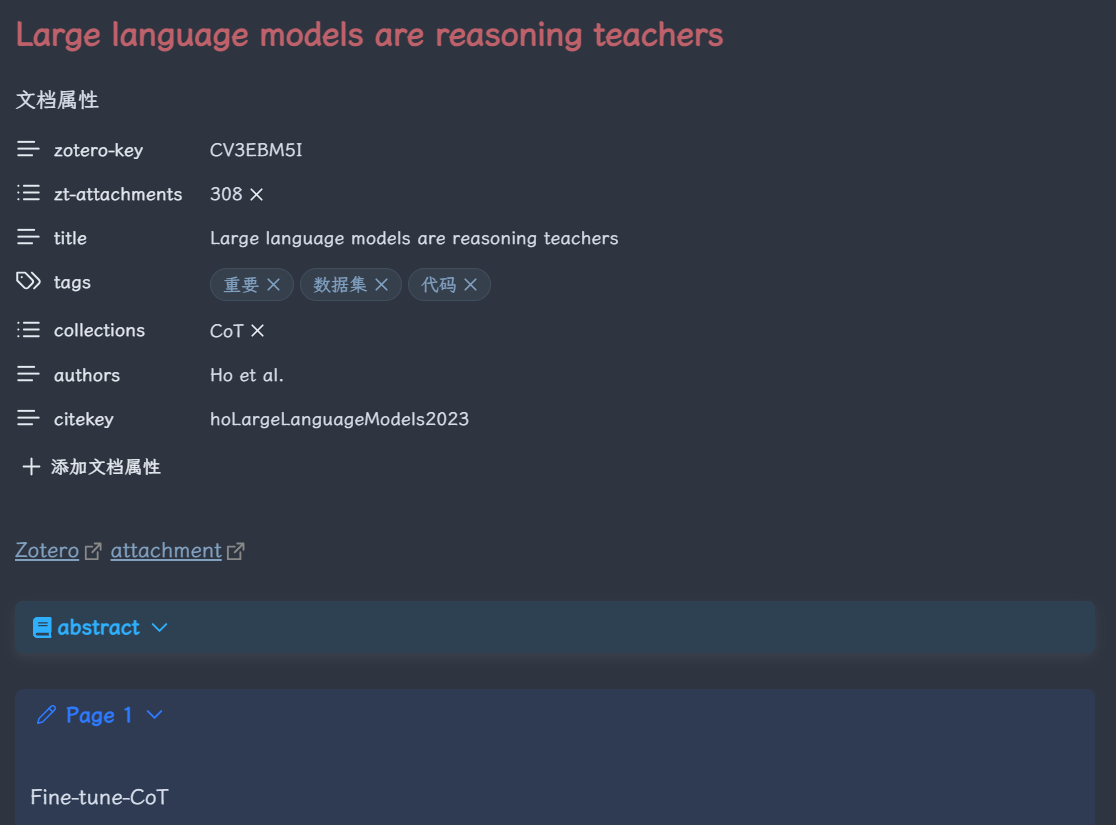 Large language models are reasoning teachers
文档属性
zotero-key CV3EBM5I
zt-attachments 308 ×
title Large language models are reasoning teachers
tags 重要 × 数据集 × 代码 ×
collections CoT ×
authors Ho et al.
citekey hoLargeLanguageModels2023
+ 添加文档属性
Zotero attachment
abstract
Page 1
Fine-tune-CoT